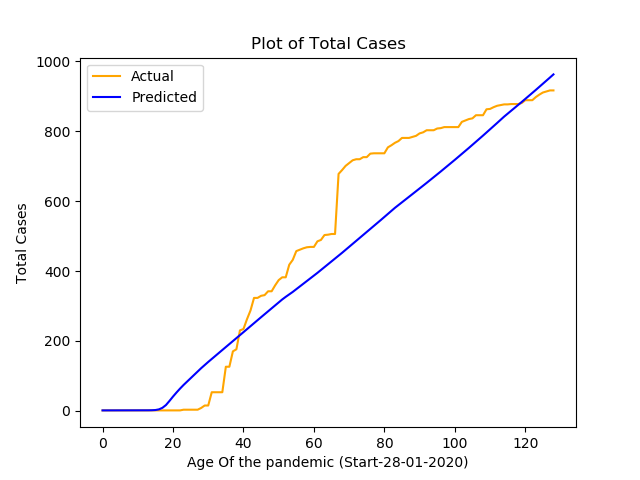 Plot of Total Cases
Actual
Predicted
1000
800
600
400
200
0
Total Cases
0 20 40 60 80 100 120
Age Of the pandemic (Start-28-01-2020)